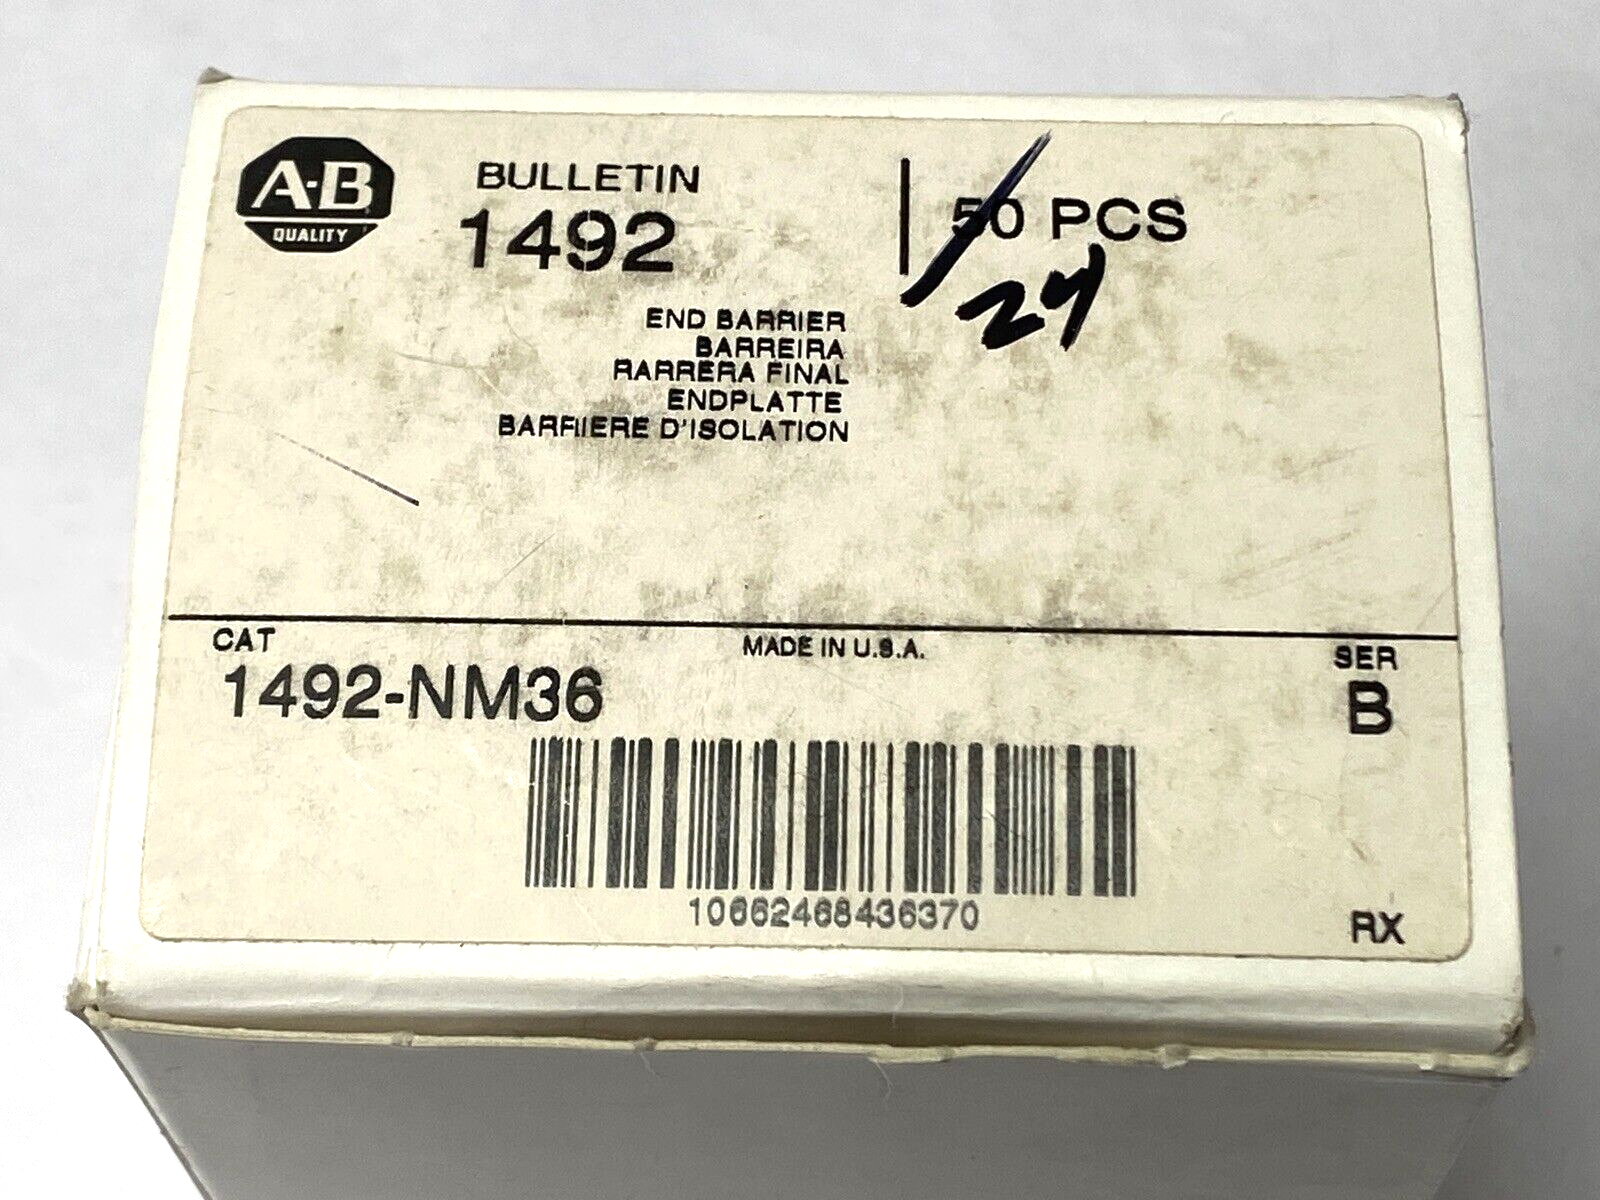 A-B
QUALITY
BULLETIN
1492
50 PCS
24
END BARRIER
BARREIRA
RARRERA FINAL
ENDPLATTE
BARRIERE D'ISOLATION
CAT
MADE IN U.S.A.
SER
1492-NM36
B
10662468436370
RX